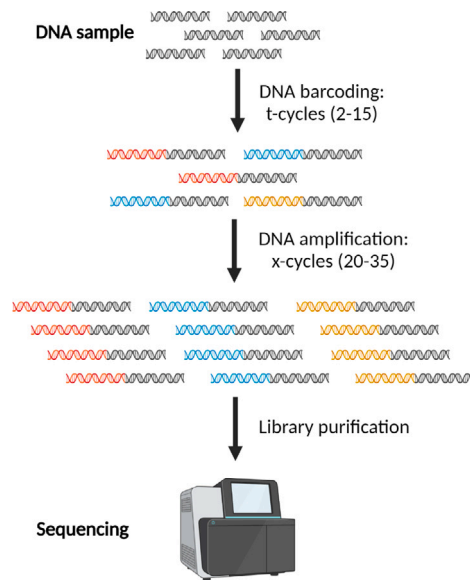 DNA sample
DNA barcoding:
t-cycles (2-15)
DNA amplification:
x-cycles (20-35)
Library purification
Sequencing